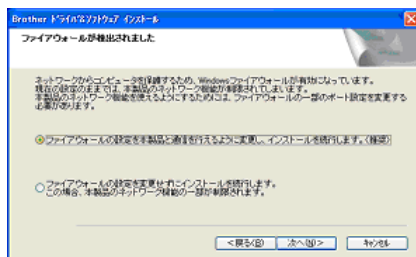 Brother ドライバ&ソフトウェア インストール
ファイアウォールが検出されました
ネットワークからコンピュータを保護するため、Windowsファイアウォールが有効になっています。
現在の設定のままでは、本製品のネットワーク機能が制限されてしまいます。
本製品のネットワーク機能を使えるようにするためには、ファイアウォールの一部のポート設定を変更する
必要があります。
ファイアウォールの設定を本製品と通信を行えるように変更し、インストールを続行します。(推奨)
ファイアウォールの設定を変更せずにインストールを続行します。
この場合、本製品のネットワーク機能の一部が制限されます。
<戻る(B)
次へ(N)>
キャンセル